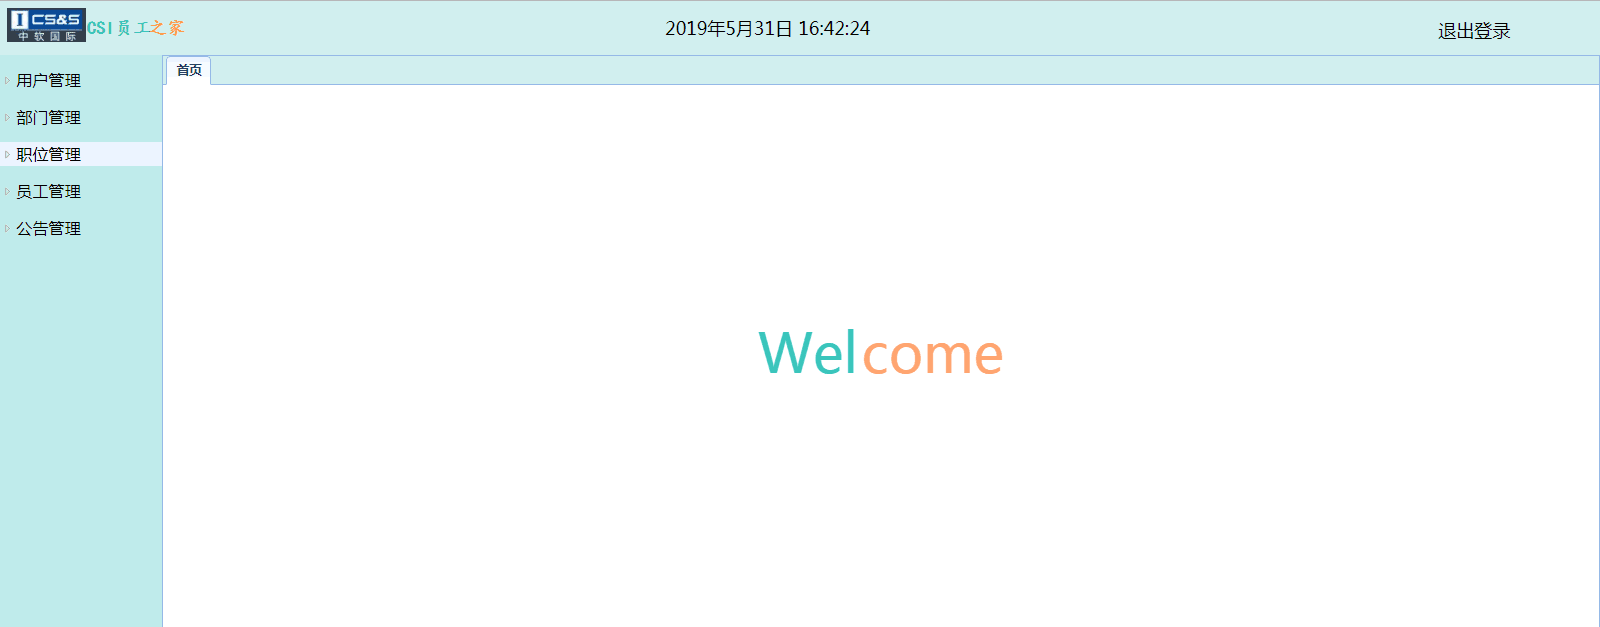 ICS&S
中软国际
CSI员工之家
2019年5月31日 16:42:24
退出登录
首页
用户管理
部门管理
职位管理
员工管理
公告管理
Welcome